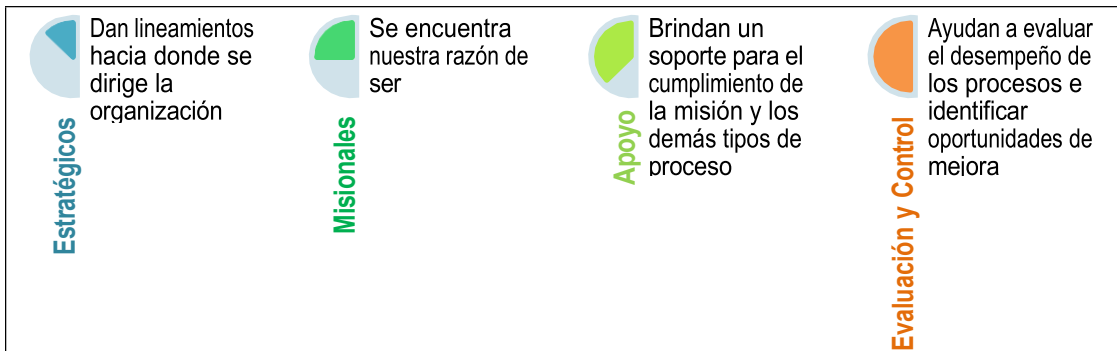 Dan lineamientos
hacia donde se
dirige la
organización
Estratégicos
Se encuentra
nuestra razón de
ser
Misionales
Brindan un
soporte para el
cumplimiento de
la misión y los
demás tipos de
proceso
Apoyo
Ayudan a evaluar
el desempeño de
los procesos e
identificar
oportunidades de
mejora
Evaluación y Control